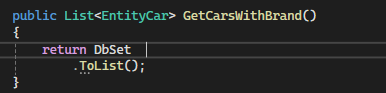 public List<EntityCar> GetCarsWithBrand()
{
    return DbSet
        .ToList();
}